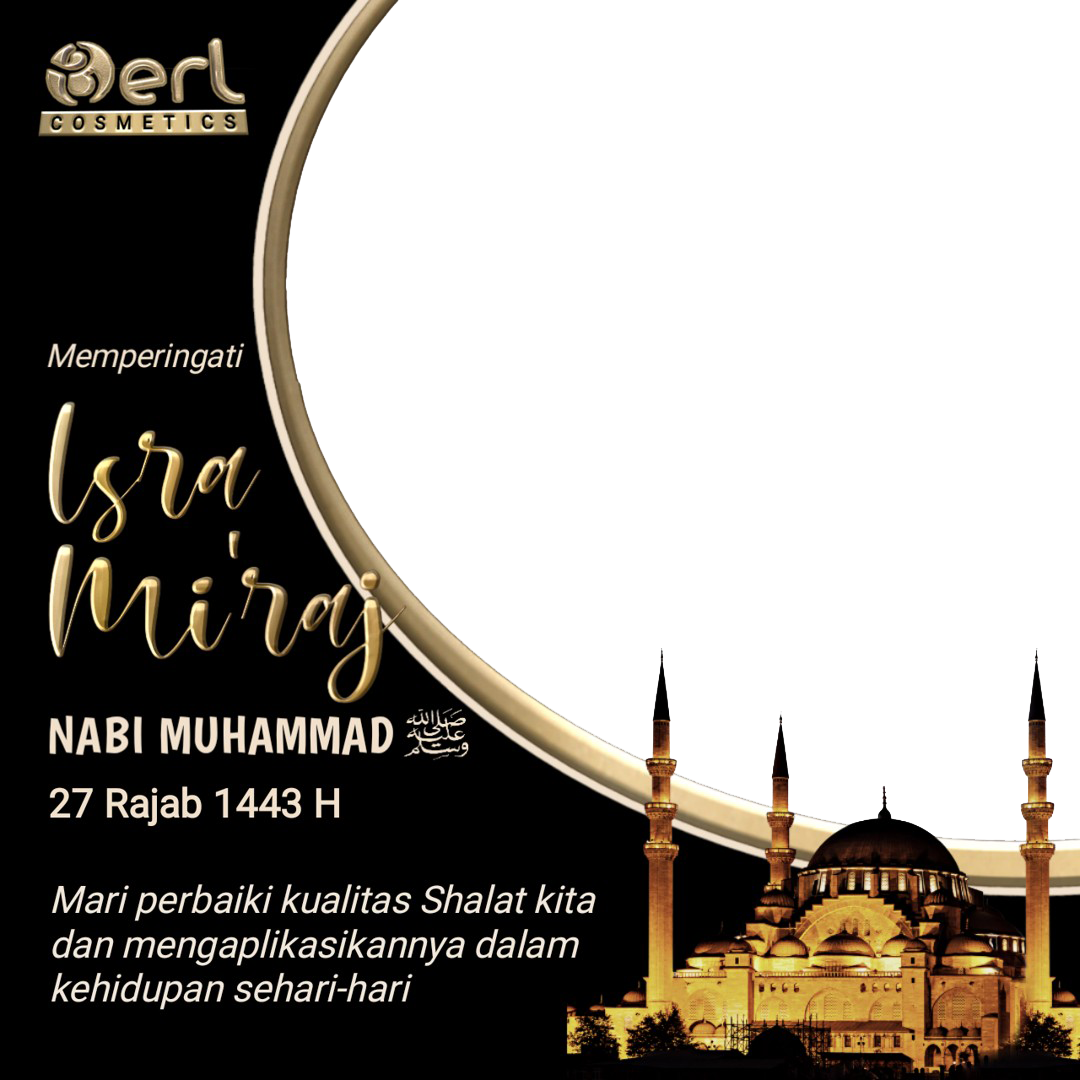 Berl
COSMETICS
Memperingati
Isra'
Mi'raj
NABI MUHAMMAD ﷺ
27 Rajab 1443 H
Mari perbaiki kualitas Shalat kita
dan mengaplikasikannya dalam
kehidupan sehari-hari